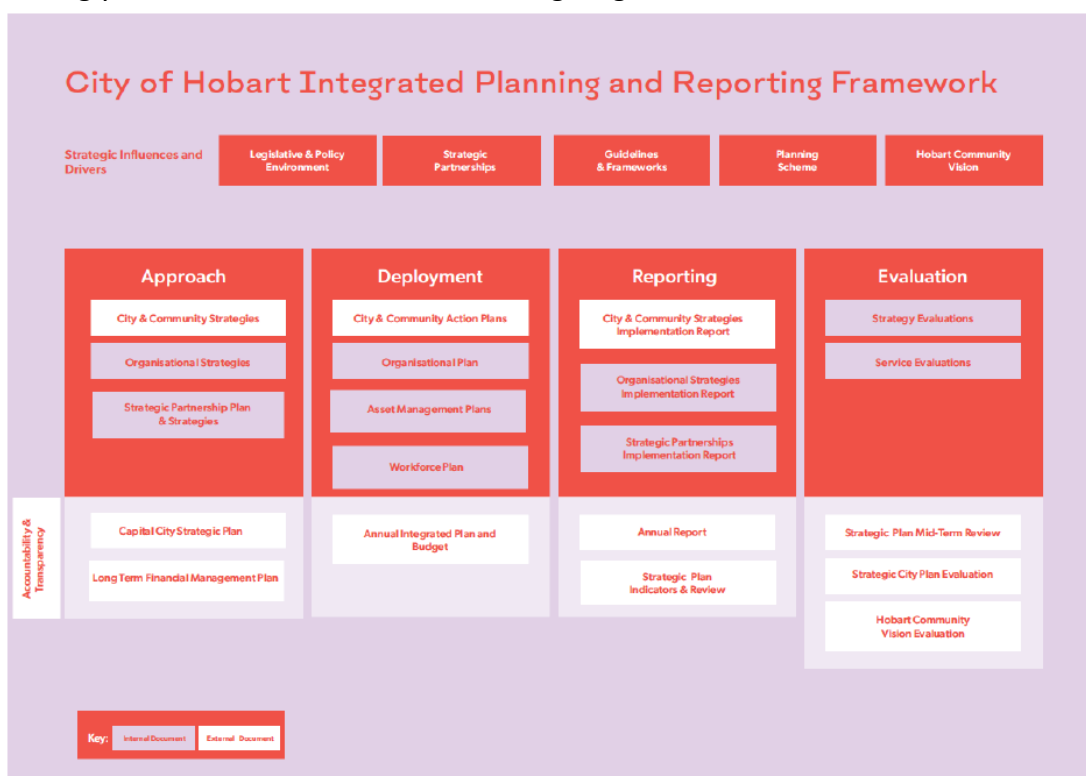 City of Hobart Integrated Planning and Reporting Framework
Strategic Influences and
Drivers
Legislative & Policy
Environment
Strategic
Partnerships
Guidelines
& Frameworks
Planning
Scheme
Hobart Community
Vision
Approach
City & Community Strategies
Organisational Strategies
Strategic Partnership Plan
& Strategies
Deployment
City & Community Action Plans
Organisational Plan
Asset Management Plans
Workforce Plan
Reporting
City & Community Strategies
Implementation Report
Organisational Strategies
Implementation Report
Strategic Partnerships
Implementation Report
Evaluation
Strategy Evaluations
Service Evaluations
Accountability &
Transparency
Capital City Strategic Plan
Long Term Financial Management Plan
Annual Integrated Plan and
Budget
Annual Report
Strategic Plan
Indicators & Review
Strategic Plan Mid-Term Review
Strategic City Plan Evaluation
Hobart Community
Vision Evaluation
Key:
Internal Document
External Document